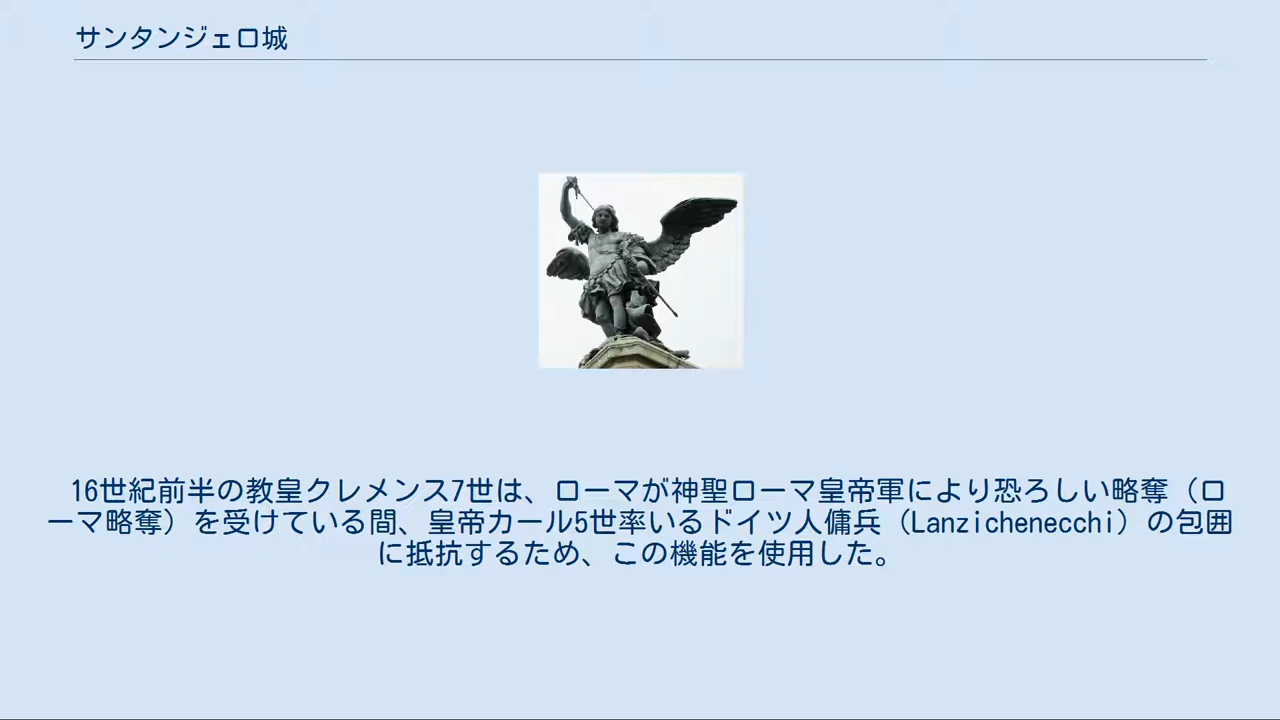 サンタンジェロ城
16世紀前半の教皇クレメンス7世は、ローマが神聖ローマ皇帝軍により恐ろしい略奪（ロ
ーマ略奪）を受けている間、皇帝カール5世率いるドイツ人傭兵（Lanzichenecchi）の包囲
に抵抗するため、この機能を使用した。